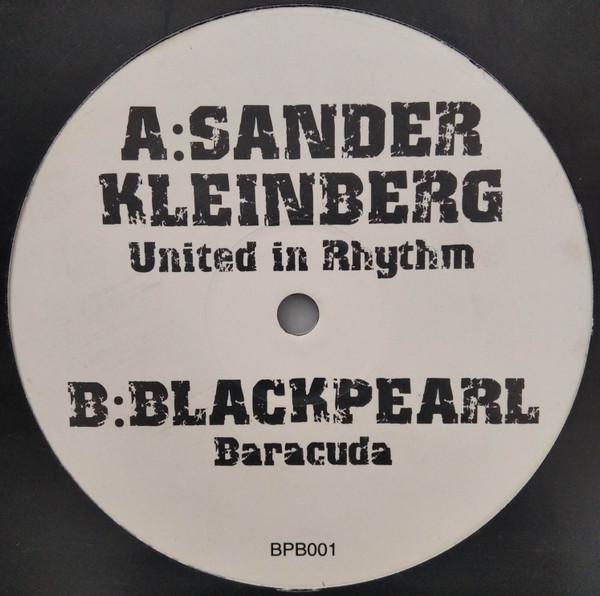 A:SANDER
KLEINBERG
United in Rhythm
B:BLACKPEARL
Baracuda
BPB001